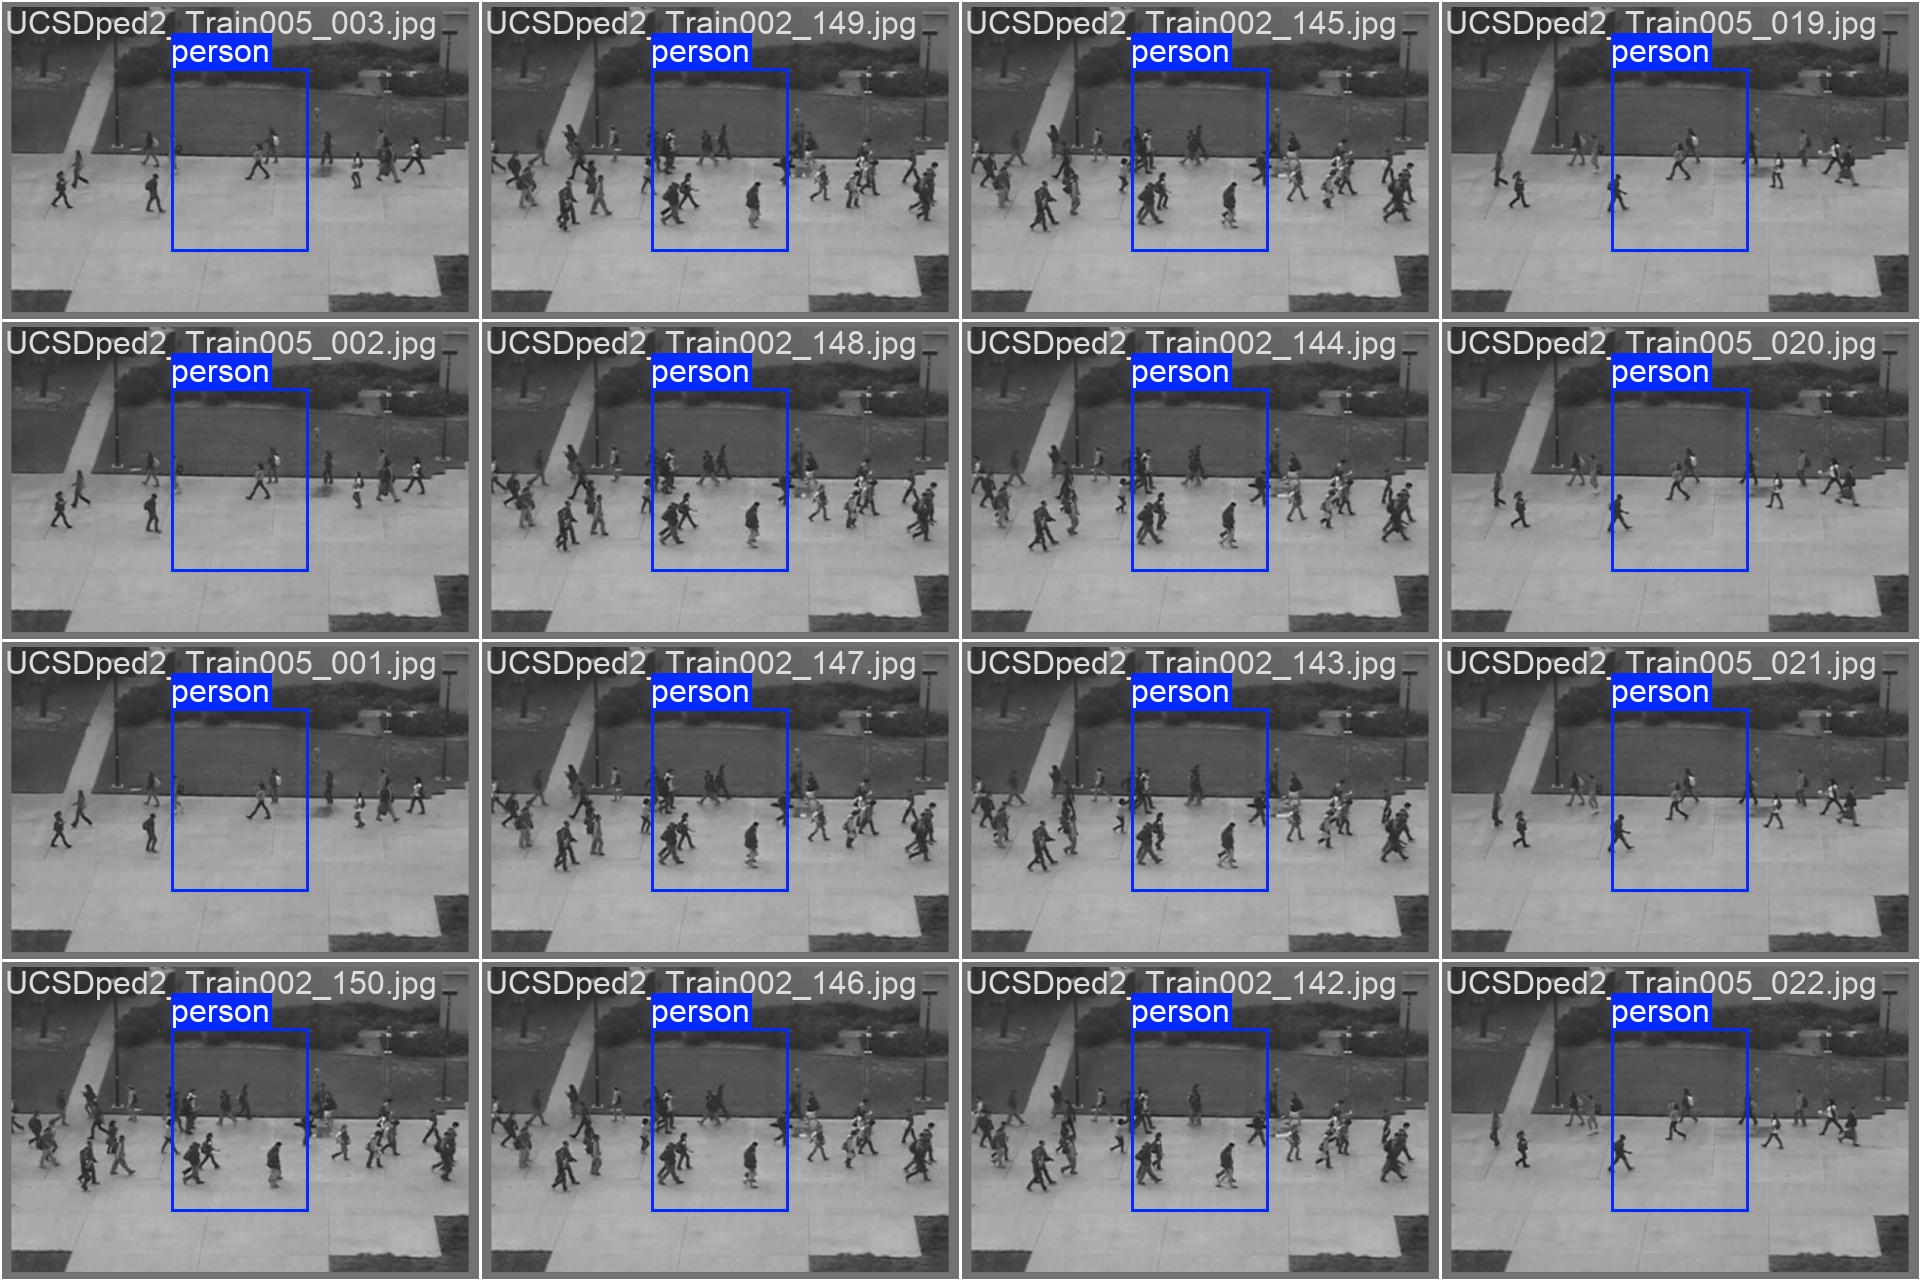 UCSDped2_Train005_003.jpg
person
UCSDped2_Train002_149.jpg
person
UCSDped2_Train002_145.jpg
person
UCSDped2_Train005_019.jpg
person
UCSDped2_Train005_002.jpg
person
UCSDped2_Train002_148.jpg
person
UCSDped2_Train002_144.jpg
person
UCSDped2_Train005_020.jpg
person
UCSDped2_Train005_001.jpg
person
UCSDped2_Train002_147.jpg
person
UCSDped2_Train002_143.jpg
person
UCSDped2_Train005_021.jpg
person
UCSDped2_Train002_150.jpg
person
UCSDped2_Train002_146.jpg
person
UCSDped2_Train002_142.jpg
person
UCSDped2_Train005_022.jpg
person